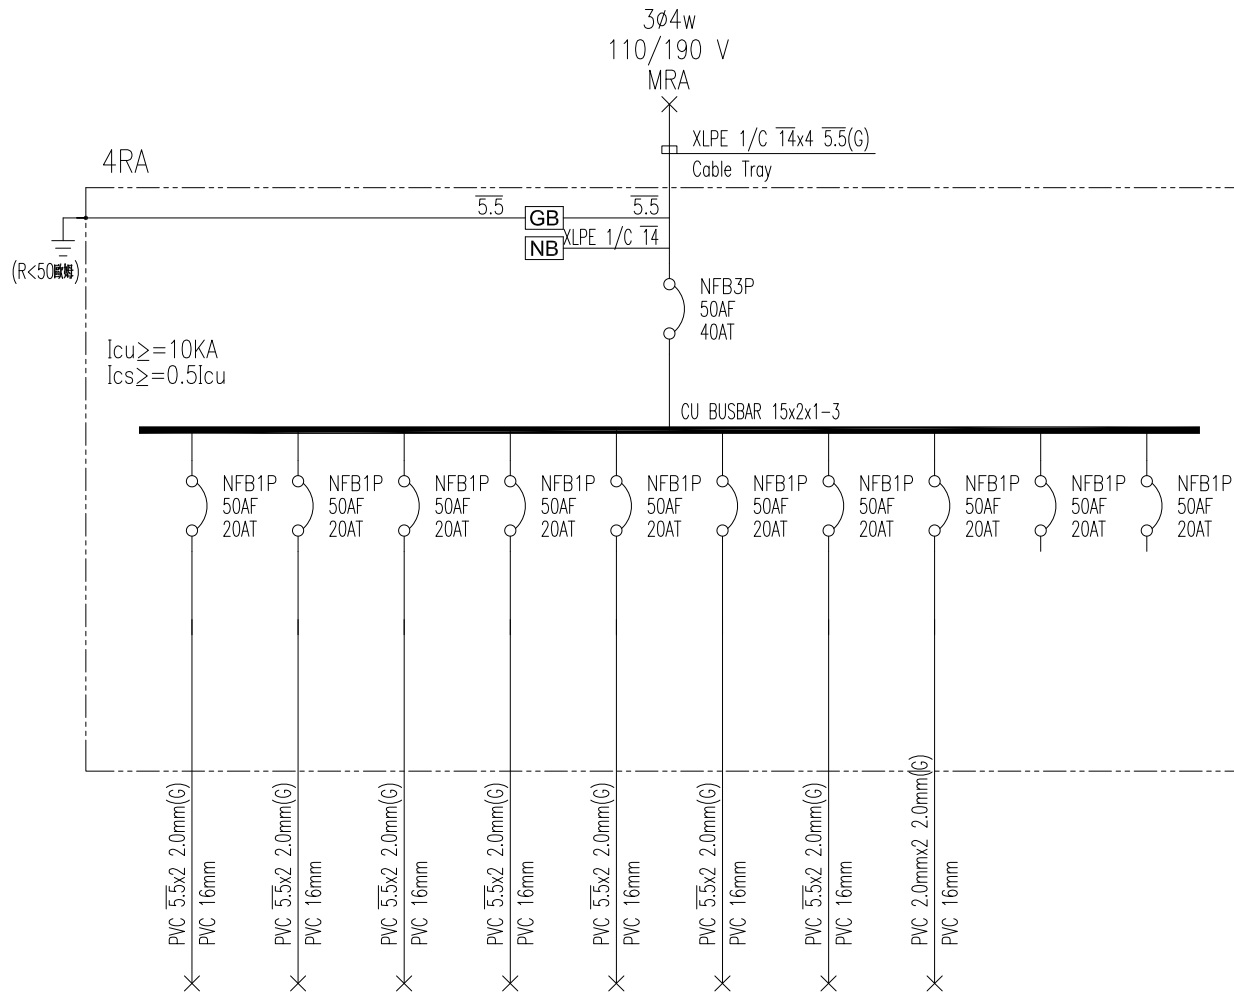 3ø4w
110/190 V
MRA
XLPE 1/C 14x4 5.5(G)
Cable Tray
4RA
5.5
GB
5.5
NB
XLPE 1/C 14
(R<50歐姆)
NFB3P
50AF
40AT
Icu≥=10KA
Ics≥=0.5Icu
CU BUSBAR 15x2x1-3
NFB1P
50AF
20AT
NFB1P
50AF
20AT
NFB1P
50AF
20AT
NFB1P
50AF
20AT
NFB1P
50AF
20AT
NFB1P
50AF
20AT
NFB1P
50AF
20AT
NFB1P
50AF
20AT
NFB1P
50AF
20AT
NFB1P
50AF
20AT
PVC 5.5x2 2.0mm(G)
PVC 16mm
PVC 5.5x2 2.0mm(G)
PVC 16mm
PVC 5.5x2 2.0mm(G)
PVC 16mm
PVC 5.5x2 2.0mm(G)
PVC 16mm
PVC 5.5x2 2.0mm(G)
PVC 16mm
PVC 5.5x2 2.0mm(G)
PVC 16mm
PVC 5.5x2 2.0mm(G)
PVC 16mm
PVC 2.0mmx2 2.0mm(G)
PVC 16mm